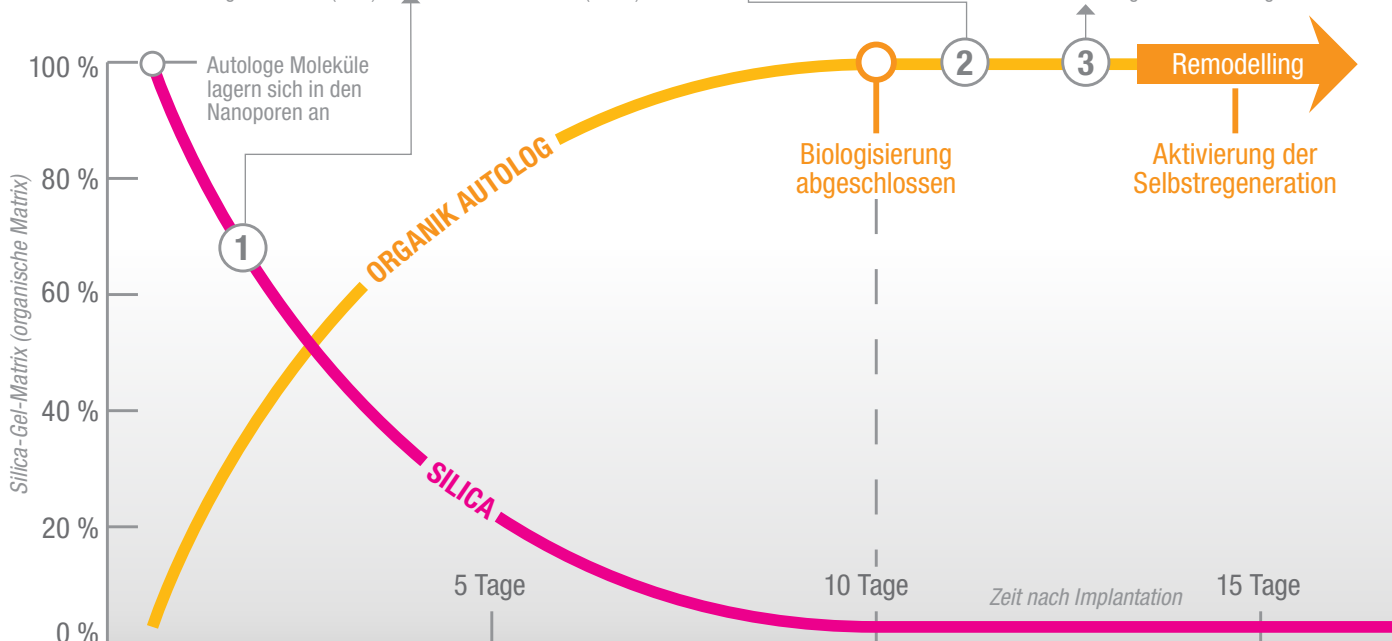 100 %
Autologe Moleküle
lagern sich in den
Nanoporen an
2
3
Remodelling
ORGANIK AUTOLOG
Biologisierung
abgeschlossen
Aktivierung der
Selbstregeneration
80 %
1
60 %
Silica-Gel-Matrix (organische Matrix)
40 %
SILICA
20 %
5 Tage
10 Tage
Zeit nach Implantation
15 Tage
0 %